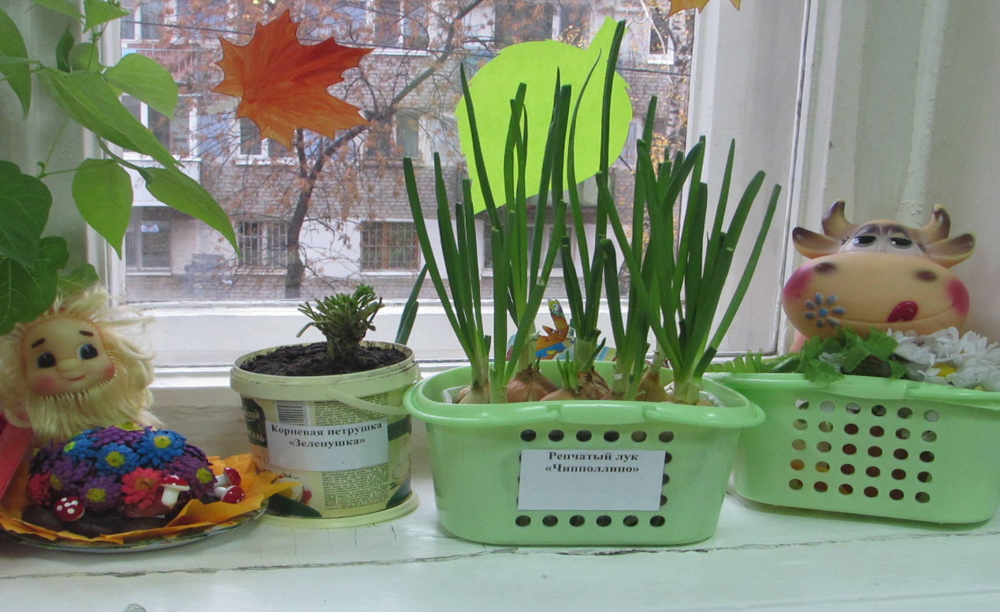 Корневая петрушка
«Зеленушка»
Репчатый лук
«Чипполлино»